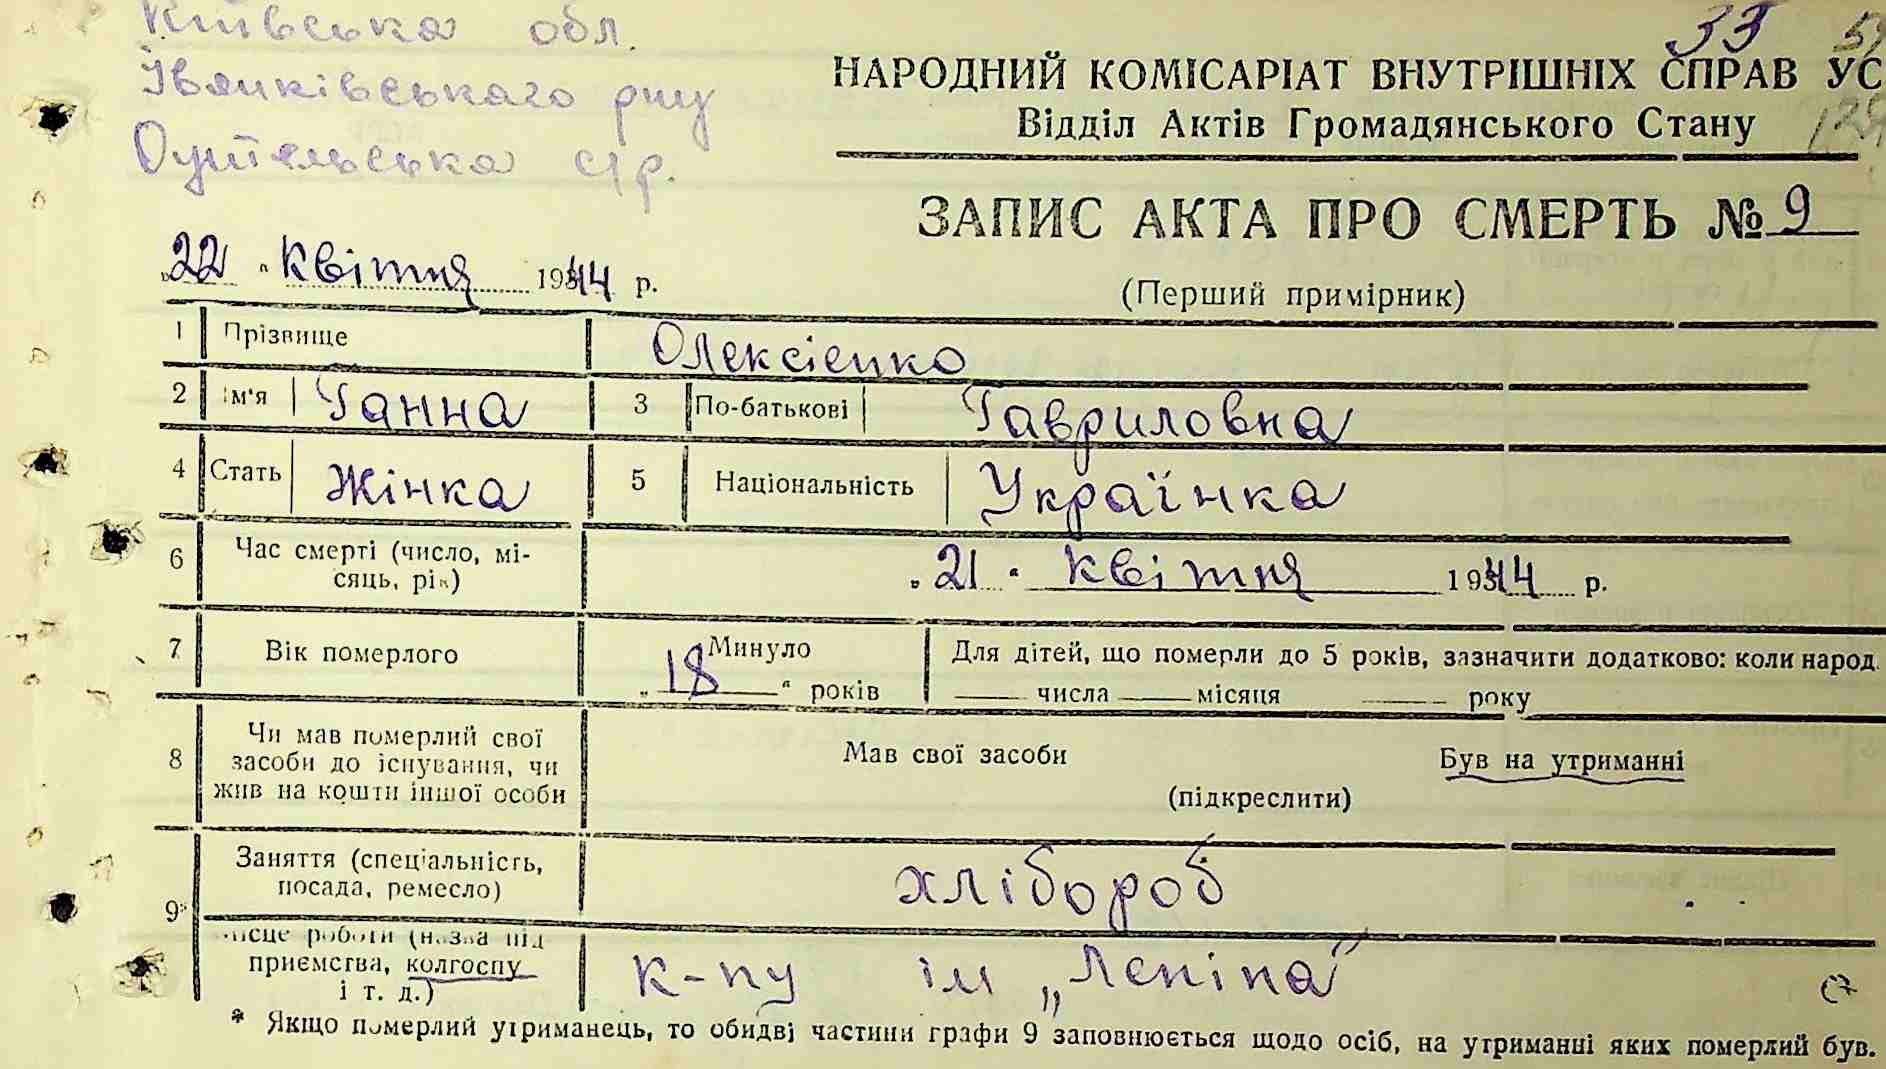 Київська обл.
33
Іванківського р-ну
НАРОДНИЙ КОМІСАРІАТ ВНУТРІШНІХ СПРАВ УС
Відділ Актів Громадянського Стану
с/р.
ЗАПИС АКТА ПРО СМЕРТЬ № 9
„22“ Квітня 1944 р.
(Перший примірник)
1 Прізвище Олексієнко
2 Ім'я Ганна 3 По-батькові Гавриловна
4 Стать Жінка 5 Національність Українка
6 Час смерті (число, мі-
сяць, рік) „21“ квітня 1944 р.
7 Вік померлого Минуло
„18“ років
Для дітей, що померли до 5 років, зазначити додатково: коли народ.
числа місяця року
8 Чи мав померлий свої
засоби до існування, чи
жив на кошти іншої особи
Мав свої засоби Був на утриманні
(підкреслити)
9* Заняття (спеціальність,
посада, ремесло) хлібороб
місце роботи (назва під
приємства, колгоспу
і т. д.) к-пу ім „Леніна“
* Якщо померлий утриманець, то обидві частини графи 9 заповнюється щодо осіб, на утриманні яких померлий був.